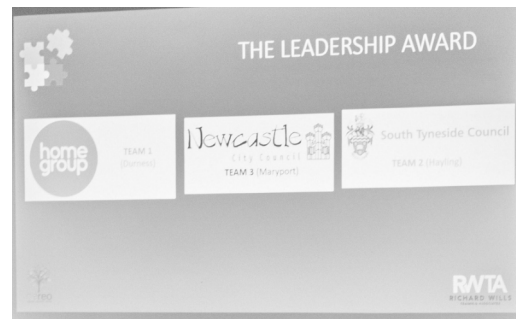 THE LEADERSHIP AWARD
home
group
TEAM 1
Newcastle
City Council
TEAM 3 (Maryport)
South Tyneside Council
TEAM 2 (Hayling)
RWTA
RICHARD WILLS